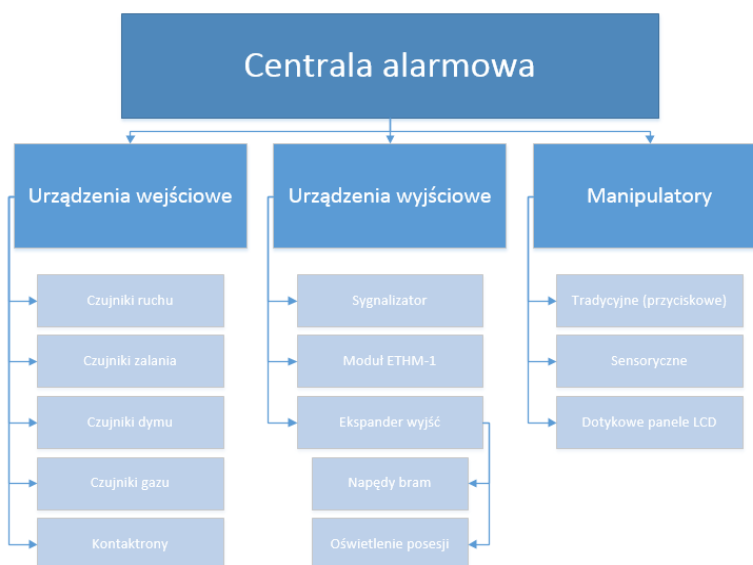 Centrala alarmowa
Urządzenia wejściowe
Czujniki ruchu
Czujniki zalania
Czujniki dymu
Czujniki gazu
Kontaktrony
Urządzenia wyjściowe
Sygnalizator
Moduł ETHM-1
Ekspander wyjść
Napędy bram
Oświetlenie posesji
Manipulatory
Tradycyjne (przyciskowe)
Sensoryczne
Dotykowe panele LCD